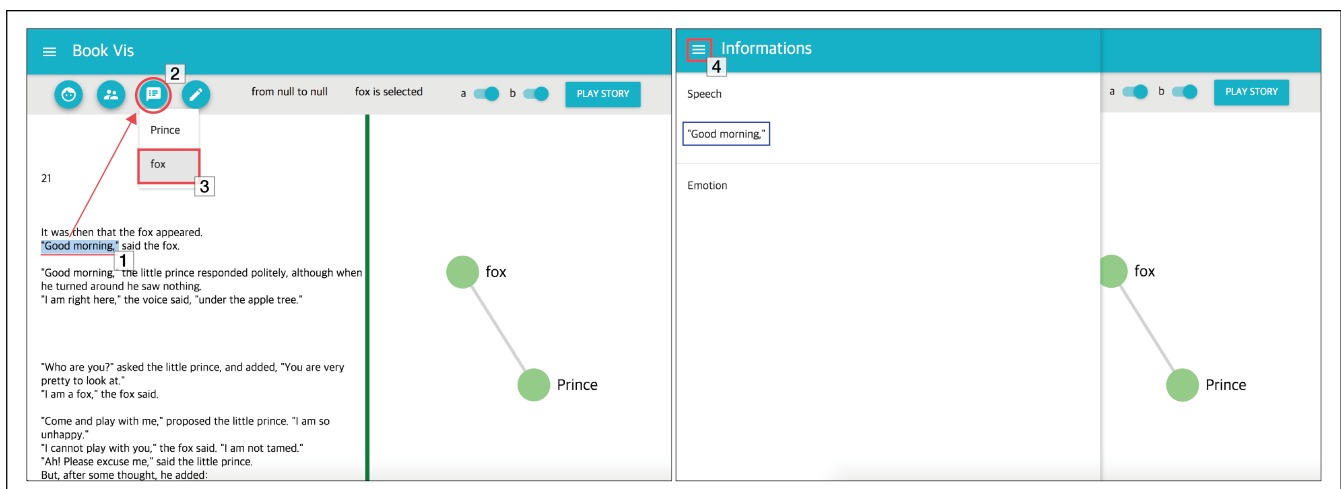 Book Vis
2
from null to null
fox is selected
a
b
PLAY STORY
Prince
fox
3
21
It was then that the fox appeared.
"Good morning," said the fox.
1
"Good morning," the little prince responded politely, although when
he turned around he saw nothing.
"I am right here," the voice said, "under the apple tree."
"Who are you?" asked the little prince, and added, "You are very
pretty to look at."
"I am a fox," the fox said.
"Come and play with me," proposed the little prince. "I am so
unhappy."
"I cannot play with you," the fox said. "I am not tamed."
"Ah! Please excuse me," said the little prince.
But, after some thought, he added:
fox
Prince
Informations
4
Speech
"Good morning,"
Emotion
a
b
PLAY STORY
fox
Prince